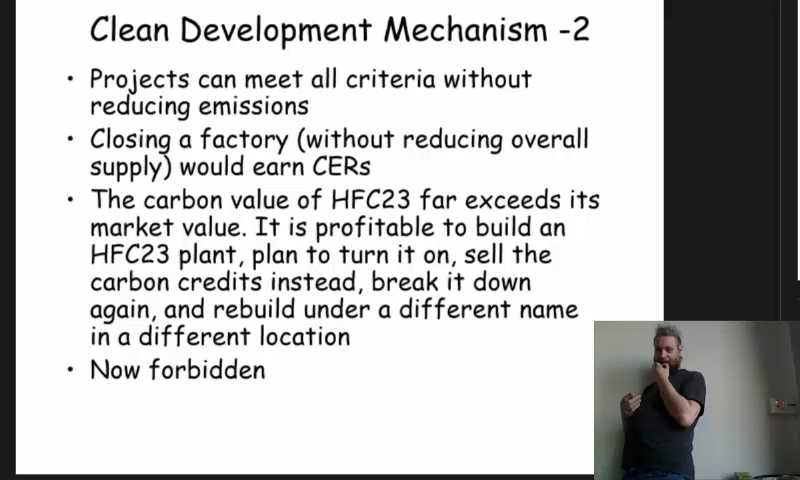 Clean Development Mechanism -2
• Projects can meet all criteria without
reducing emissions
• Closing a factory (without reducing overall
supply) would earn CERs
• The carbon value of HFC23 far exceeds its
market value. It is profitable to build an
HFC23 plant, plan to turn it on, sell the
carbon credits instead, break it down
again, and rebuild under a different name
in a different location
• Now forbidden